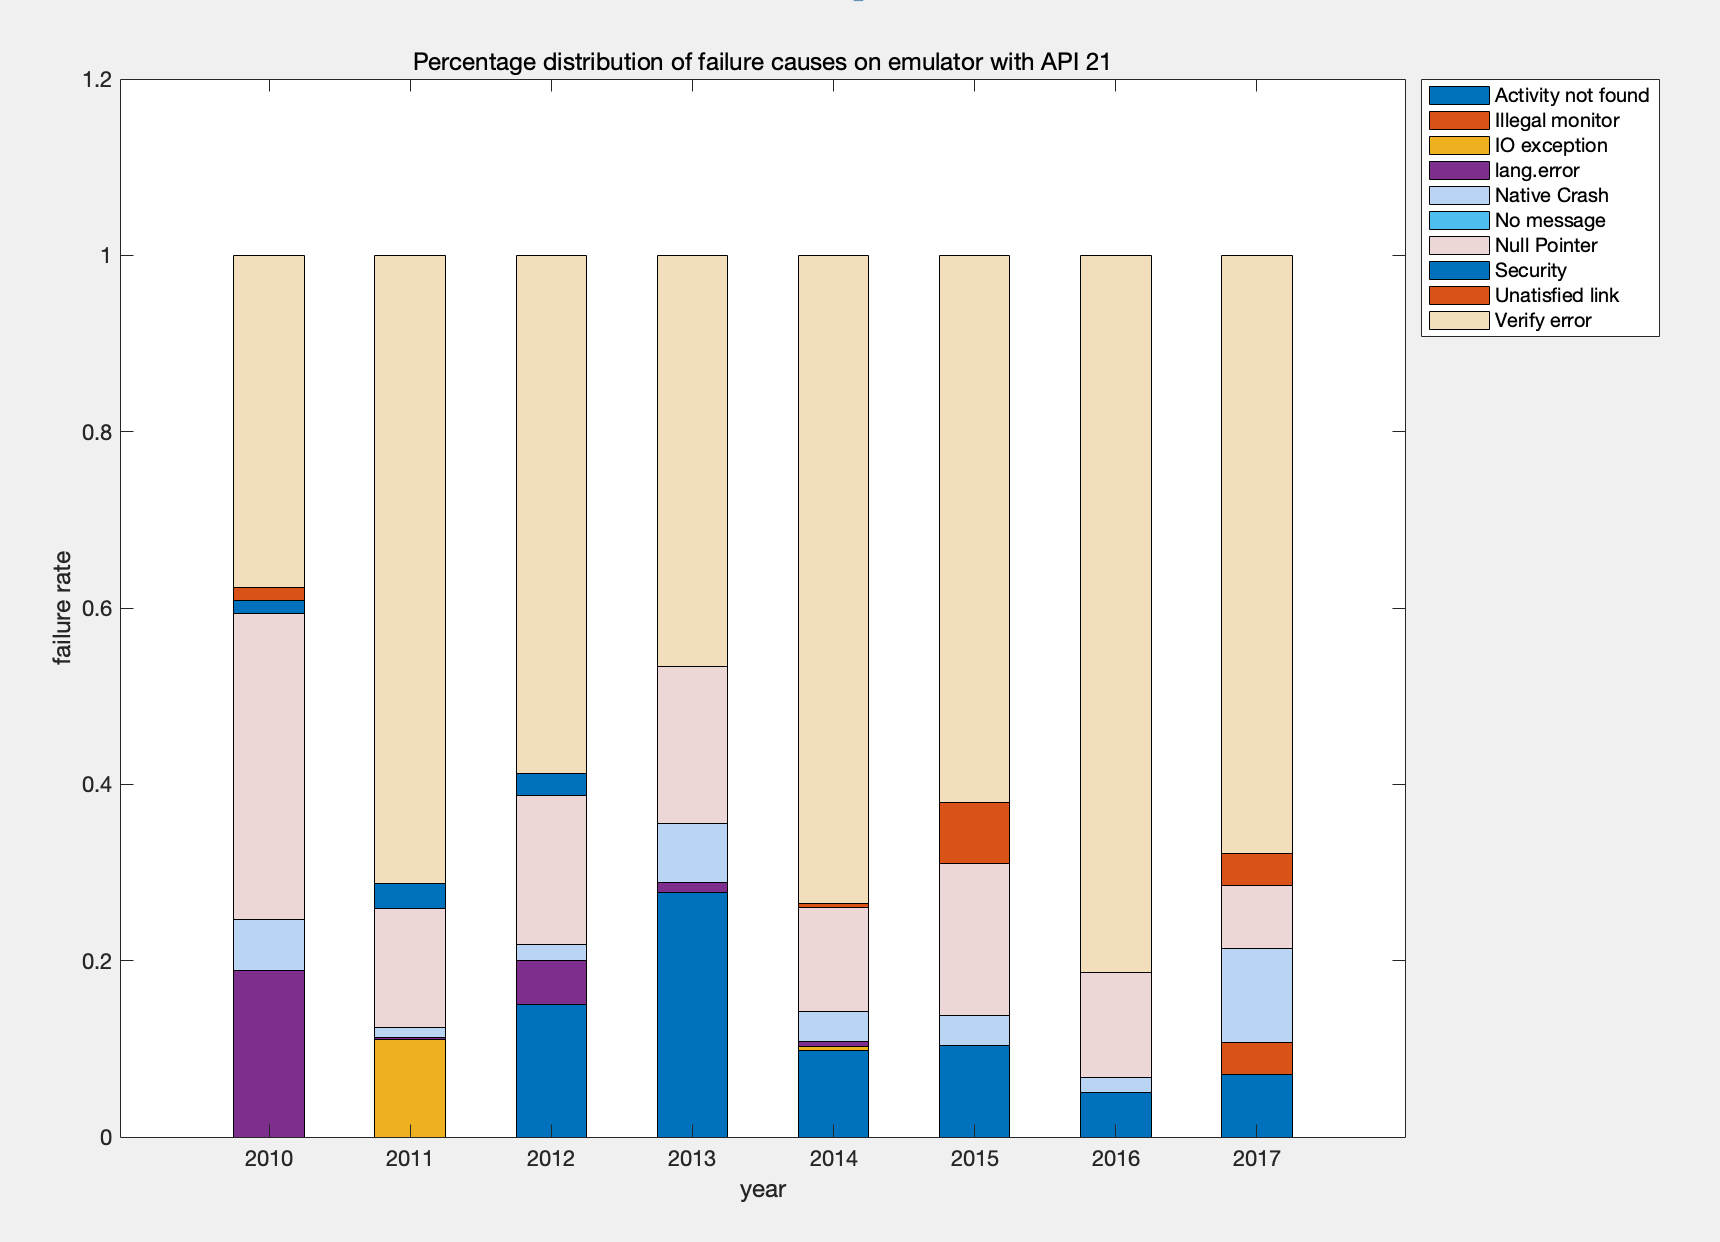 Percentage distribution of failure causes on emulator with API 21
1.2
1
0.8
0.6
0.4
0.2
0
failure rate
2010 2011 2012 2013 2014 2015 2016 2017
year
Activity not found
Illegal monitor
IO exception
lang.error
Native Crash
No message
Null Pointer
Security
Unatisfied link
Verify error